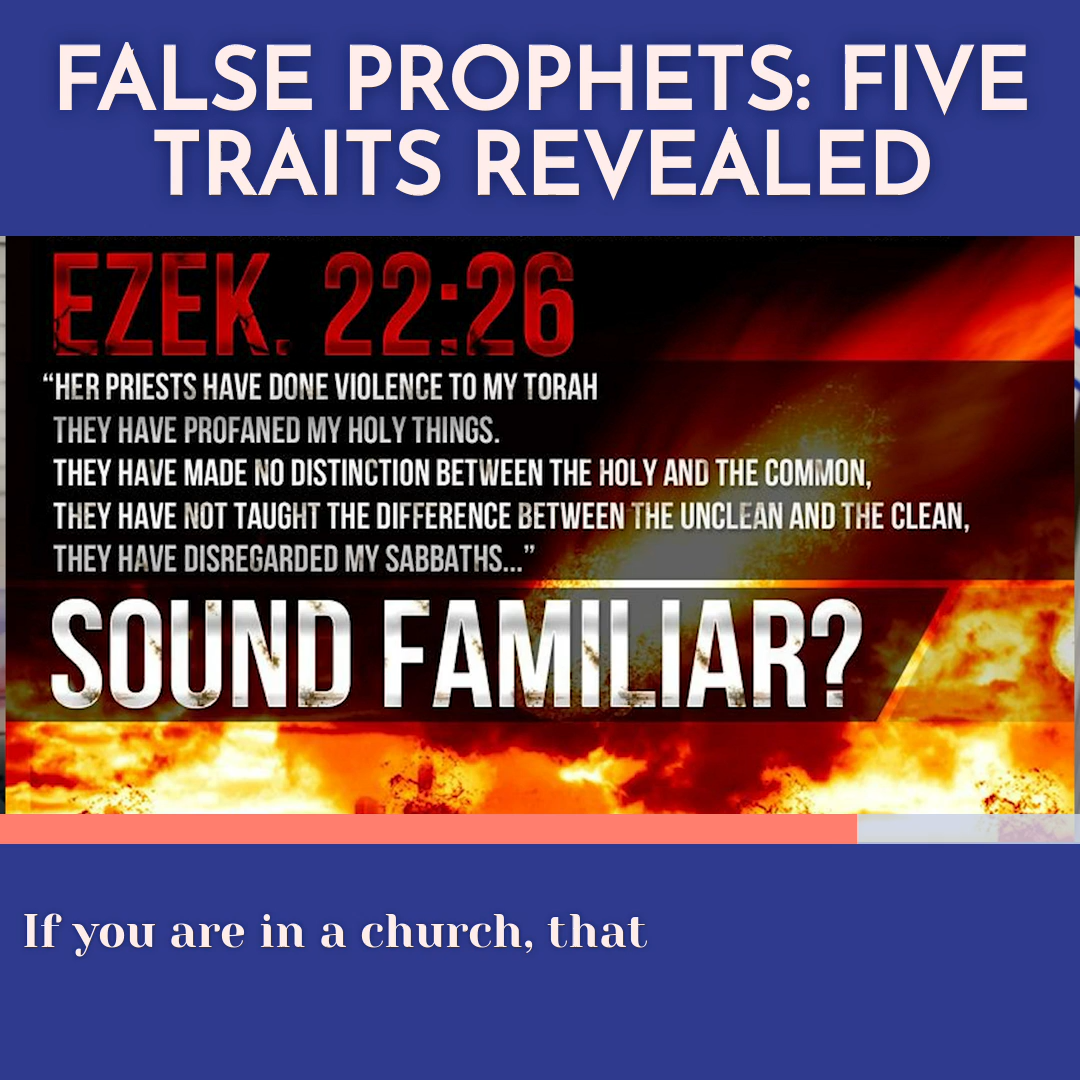 FALSE PROPHETS: FIVE
TRAITS REVEALED
EZEK. 22:26
“HER PRIESTS HAVE DONE VIOLENCE TO MY TORAH
THEY HAVE PROFANED MY HOLY THINGS.
THEY HAVE MADE NO DISTINCTION BETWEEN THE HOLY AND THE COMMON,
THEY HAVE NOT TAUGHT THE DIFFERENCE BETWEEN THE UNCLEAN AND THE CLEAN,
THEY HAVE DISREGARDED MY SABBATHS...”
SOUND FAMILIAR?
If you are in a church, that